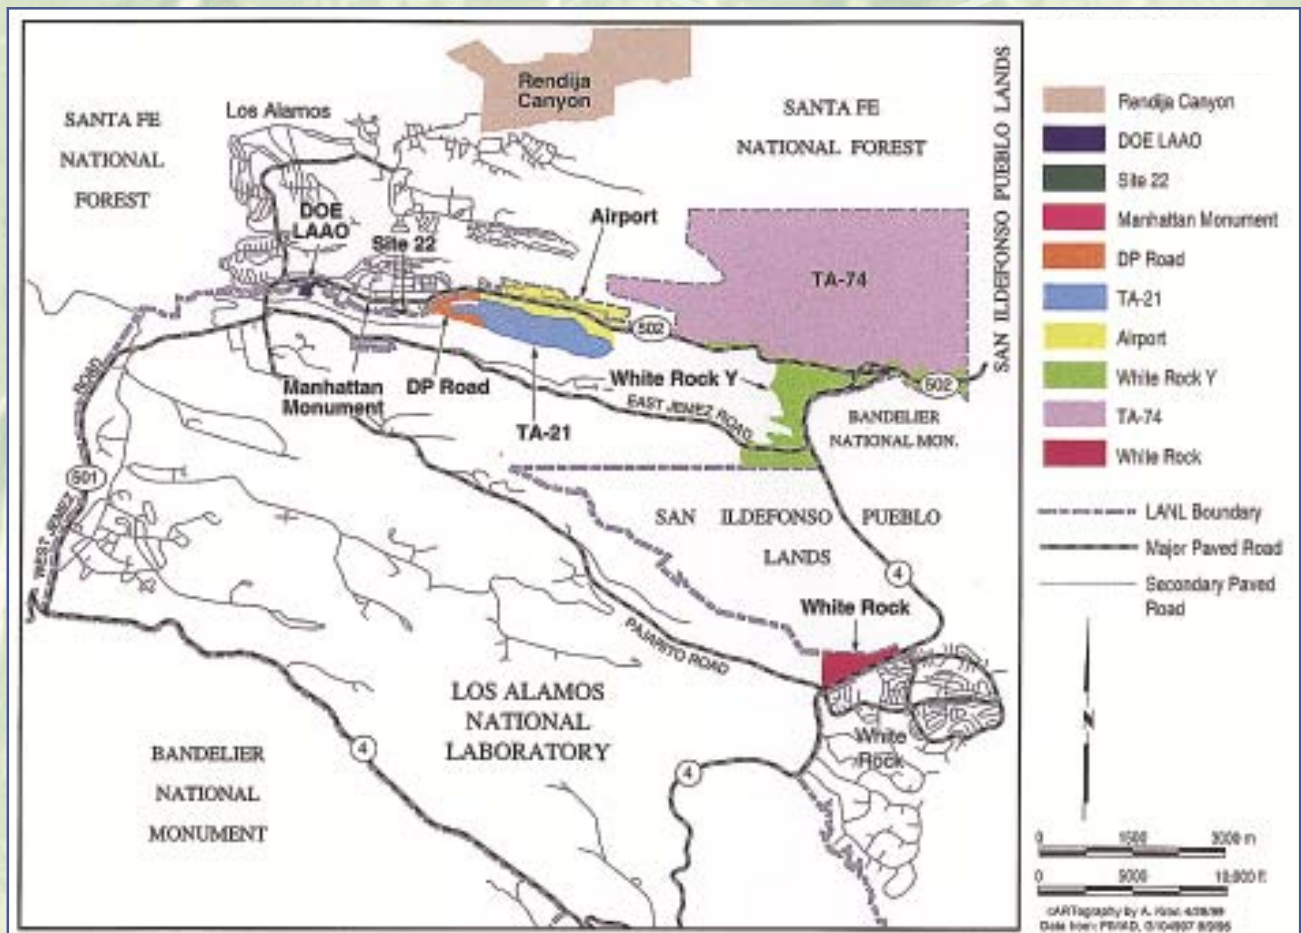 Rendija
Canyon
SANTA FE
NATIONAL
FOREST
Los Alamos
SANTA FE
NATIONAL FOREST
SAN ILDEFONSO PUEBLO LANDS
DOE
LAAO
Site 22
Airport
TA-74
502
Manhattan
Monument
DP Road
TA-21
White Rock Y
EAST JEMEZ ROAD
502
BANDELIER
NATIONAL MON.
ROAD
501
WEST JEMEZ
SAN ILDEFONSO PUEBLO
LANDS
4
White Rock
PAJARITO ROAD
LOS ALAMOS
NATIONAL
LABORATORY
White
Rock
BANDELIER
NATIONAL
MONUMENT
4
4
Rendija Canyon
DOE LAAO
Site 22
Manhattan Monument
DP Road
TA-21
Airport
White Rock Y
TA-74
White Rock
LANL Boundary
Major Paved Road
Secondary Paved
Road
N
0 1500 3000 m
0 5000 10,000 ft
cARTography by A.
Data from: